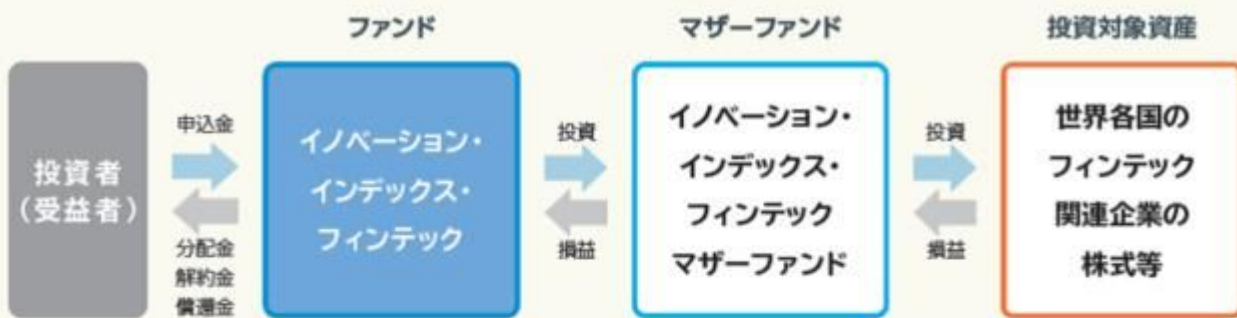 ファンド
マザーファンド
投資対象資産
投資者
(受益者)
申込金
分配金
解約金
償還金
イノベーション・
インデックス・
フィンテック
投資
損益
イノベーション・
インデックス・
フィンテック
マザーファンド
投資
損益
世界各国の
フィンテック
関連企業の
株式等